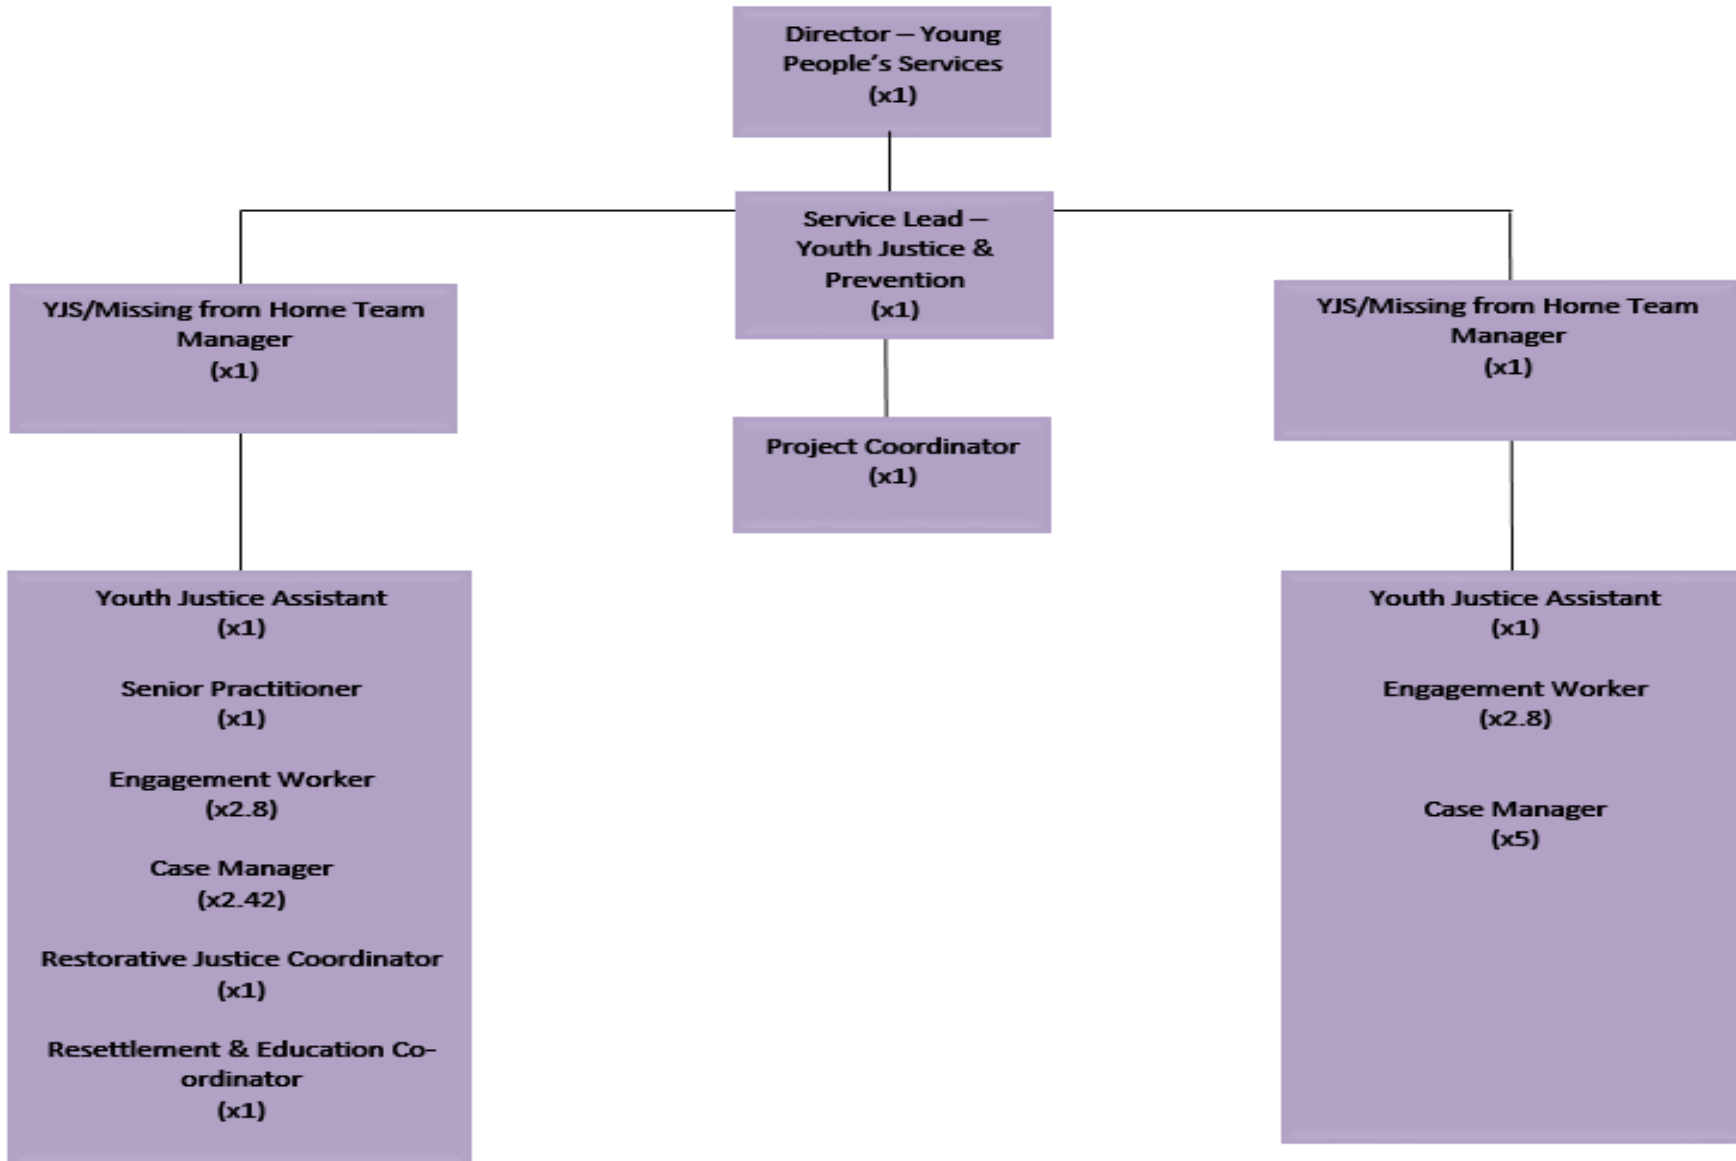 Director – Young
People’s Services
(x1)
Service Lead –
Youth Justice &
Prevention
(x1)
YJS/Missing from Home Team
Manager
(x1)
YJS/Missing from Home Team
Manager
(x1)
Project Coordinator
(x1)
Youth Justice Assistant
(x1)
Senior Practitioner
(x1)
Engagement Worker
(x2.8)
Case Manager
(x2.42)
Restorative Justice Coordinator
(x1)
Resettlement & Education Co-
ordinator
(x1)
Youth Justice Assistant
(x1)
Engagement Worker
(x2.8)
Case Manager
(x5)